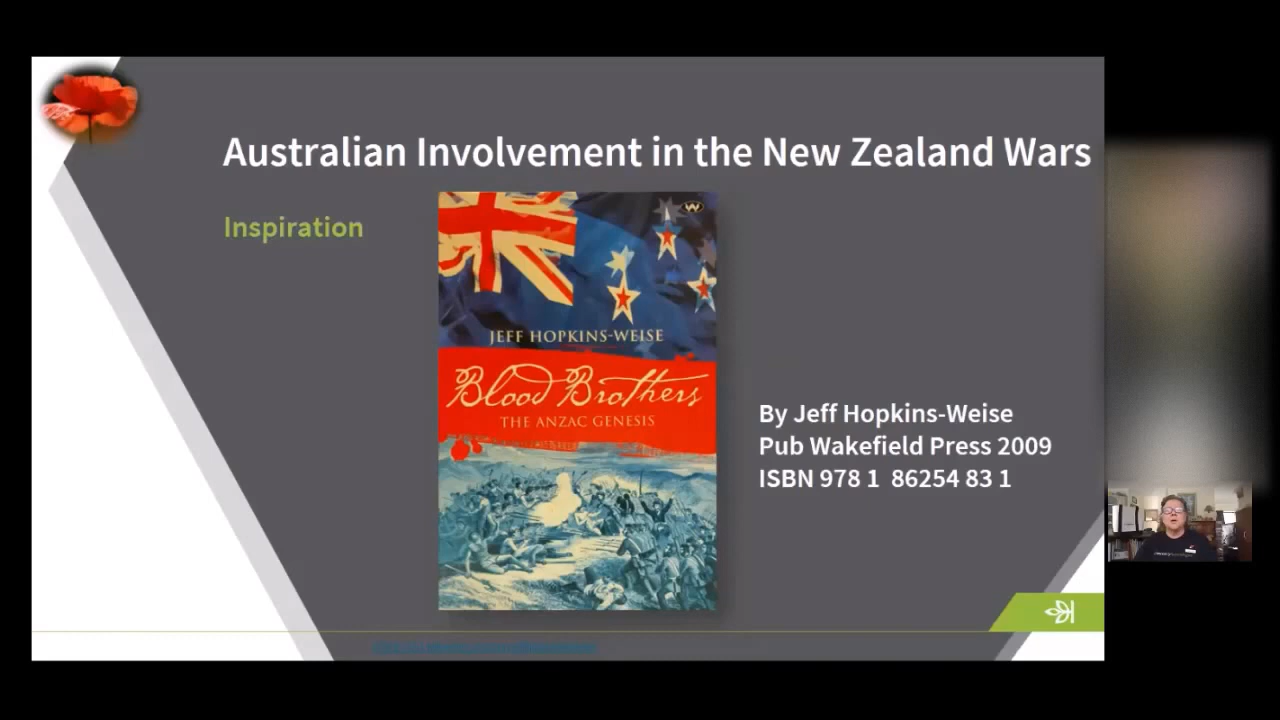 Australian Involvement in the New Zealand Wars
Inspiration
JEFF HOPKINS-WEISE
Blood Brothers
THE ANZAC GENESIS
By Jeff Hopkins-Weise
Pub Wakefield Press 2009
ISBN 978 1 86254 83 1